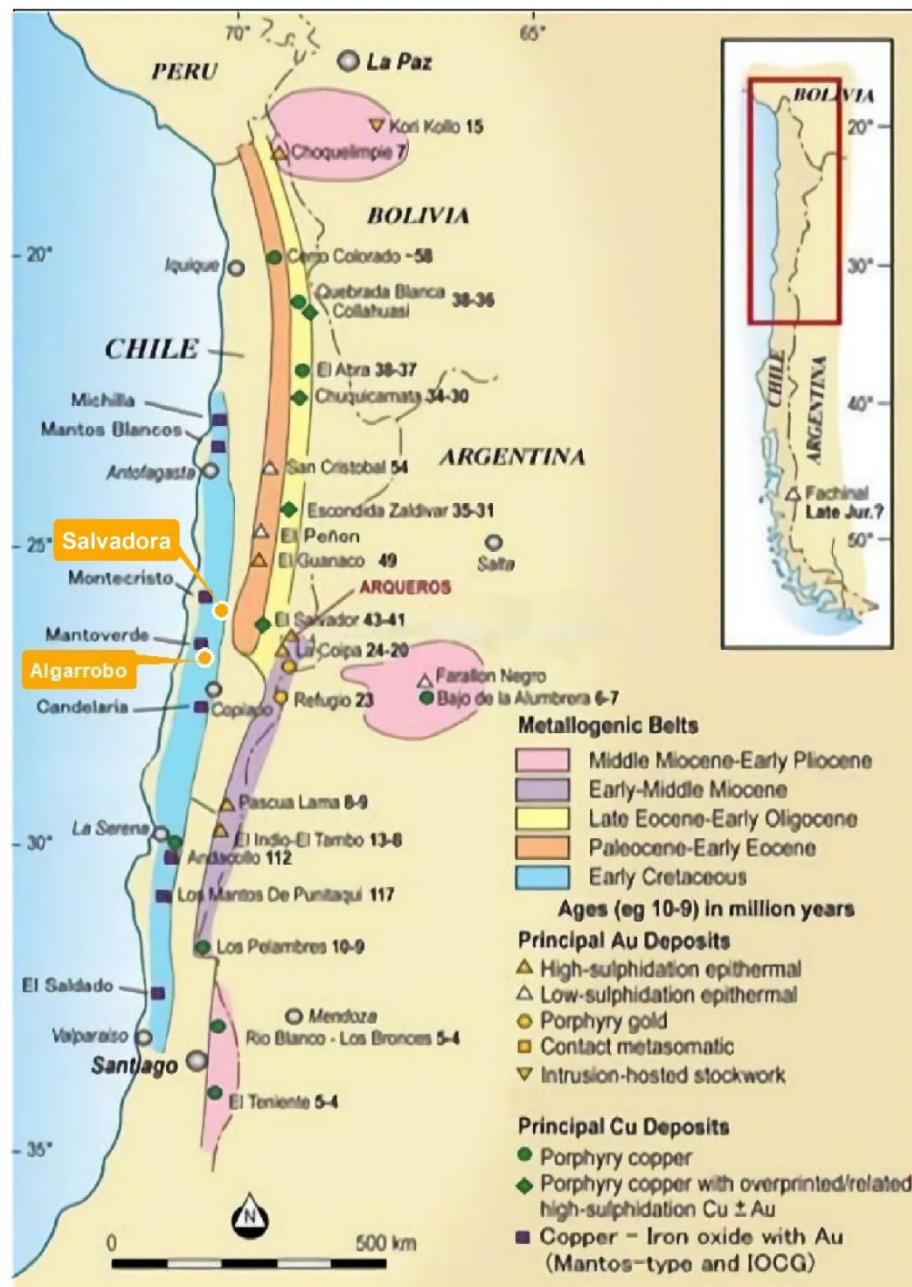 70°
65°
PERU
La Paz
Kori Kollo 15
Choquelimpie 7
BOLIVIA
20°
Iquique
Cerro Colorado ~58
Quebrada Blanca
38-36
Collahuasi
CHILE
El Abra 38-37
Michilla
Chuquicamata 34-30
Mantos Blancos
Antofagasta
San Cristobal 54
ARGENTINA
Escondida Zaldivar 35-31
Salvadora
El Peñon
25°
El Guanaco 49
Salta
Montecristo
ARQUEROS
El Salvador 43-41
Mantoverde
La Coipa 24-20
Algarrobo
Farallon Negro
Candelaria
Copiapo
Refugio 23
Bajo de la Alumbrera 6-7
Pascua Lama 8-9
La Serena
30°
El Indio-El Tambo 13-8
Andacollo 112
Los Mantos De Punitaqui 117
Los Pelambres 10-9
El Saldado
Mendoza
Valparaiso
Rio Blanco - Los Bronces 5-4
Santiago
El Teniente 5-4
35°
N
0
500 km
BOLIVIA
20°
30°
CHILE
ARGENTINA
40°
Fachinal
Late Jur.?
50°
Metallogenic Belts
Middle Miocene-Early Pliocene
Early-Middle Miocene
Late Eocene-Early Oligocene
Paleocene-Early Eocene
Early Cretaceous
Ages (eg 10-9) in million years
Principal Au Deposits
High-sulphidation epithermal
Low-sulphidation epithermal
Porphyry gold
Contact metasomatic
Intrusion-hosted stockwork
Principal Cu Deposits
Porphyry copper
Porphyry copper with overprinted/related
high-sulphidation Cu ± Au
Copper - Iron oxide with Au
(Mantos-type and IOCG)